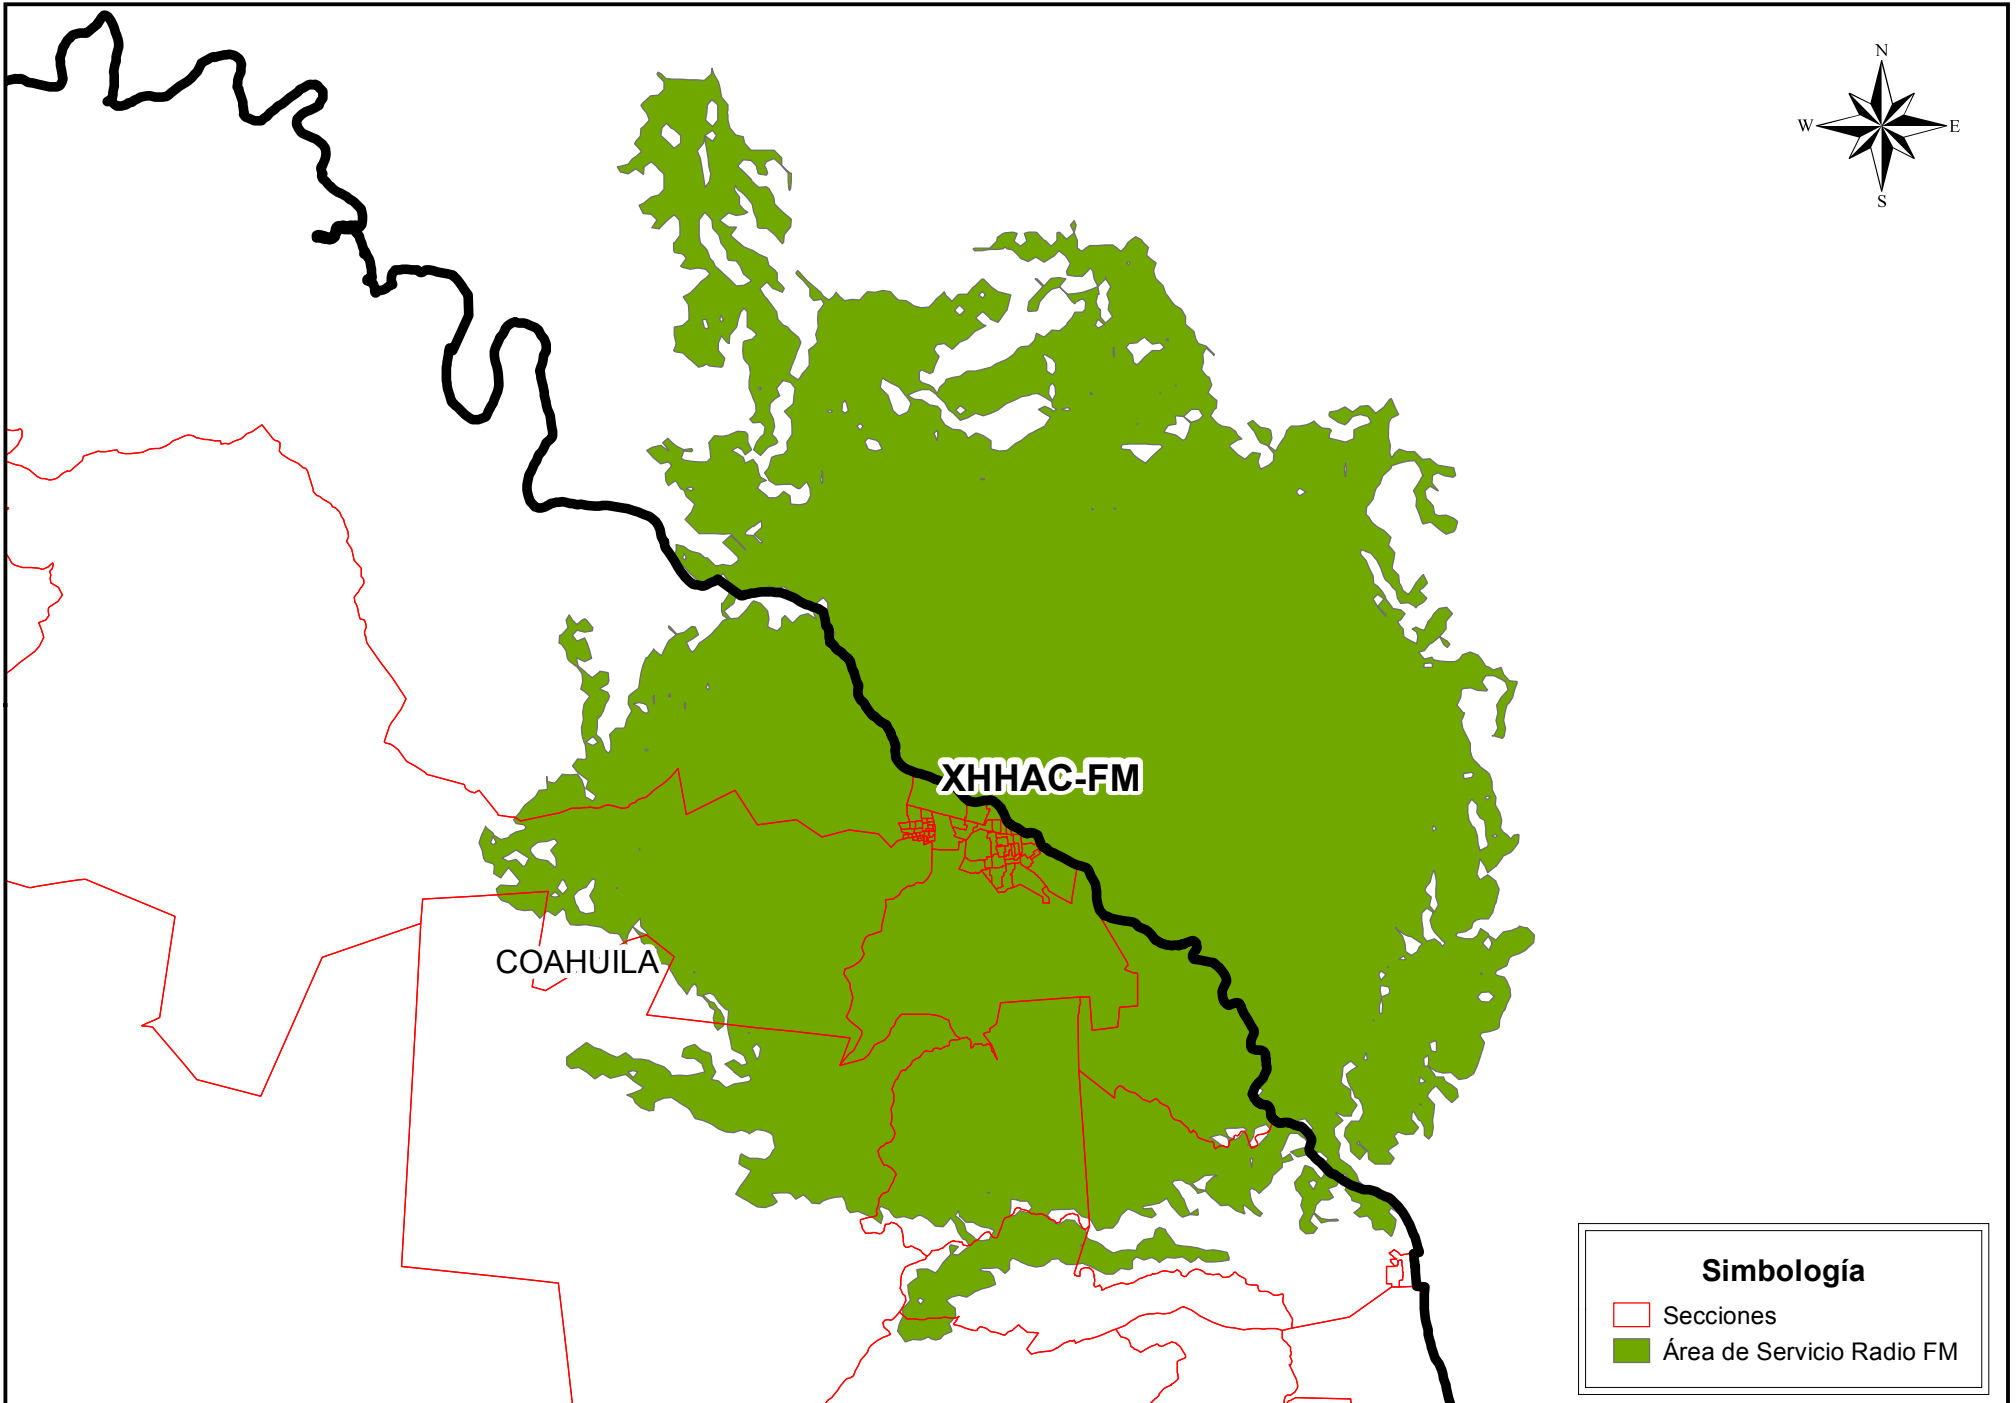 N
W E
S
XHHAC-FM
COAHUILA
Simbología
Secciones
Área de Servicio Radio FM